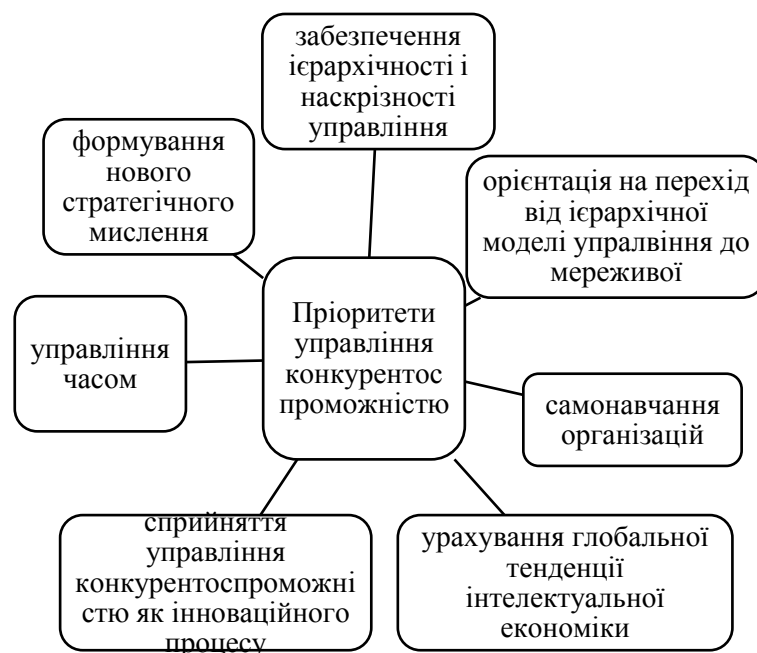 забезпечення
ієрархічності і
наскрізності
управління
формування
нового
стратегічного
мислення
орієнтація на перехід
від ієрархічної
моделі упралвіння до
мереживої
Пріоритети
управління
конкурентос
проможністю
управління
часом
самонавчання
організацій
сприйняття
управління
конкурентоспроможні
стю як інноваційного
процесу
урахування глобальної
тенденції
інтелектуальної
економіки